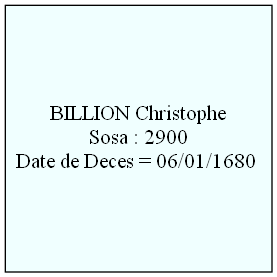 BILLION Christophe
Sosa : 2900
Date de Deces = 06/01/1680